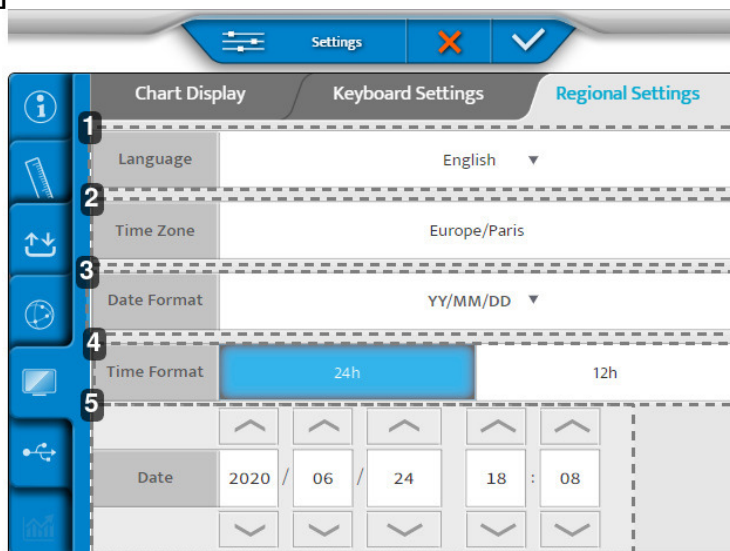 Settings
Chart Display Keyboard Settings Regional Settings
1
Language English ▼
2
Time Zone Europe/Paris
3
Date Format YY/MM/DD ▼
4
Time Format 24h 12h
5
Date 2020 / 06 / 24 18 : 08